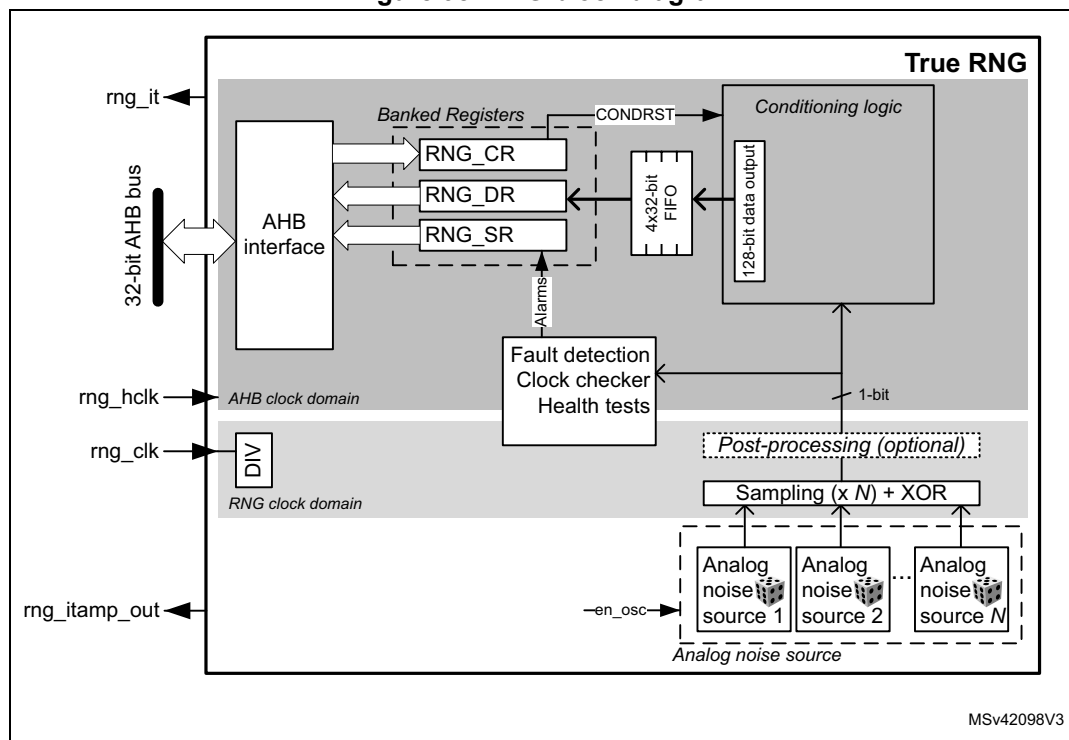 True RNG
rng_it
Banked Registers
CONDRST
Conditioning logic
RNG_CR
RNG_DR
RNG_SR
4x32-bit
FIFO
128-bit data output
AHB
interface
32-bit AHB bus
Alarms
Fault detection
Clock checker
Health tests
rng_hclk
AHB clock domain
1-bit
rng_clk
DIV
Post-processing (optional)
RNG clock domain
Sampling (x N) + XOR
Analog
noise
source 1
Analog
noise
source 2
...
Analog
noise
source N
en_osc
rng_itamp_out
Analog noise source
MSv42098V3